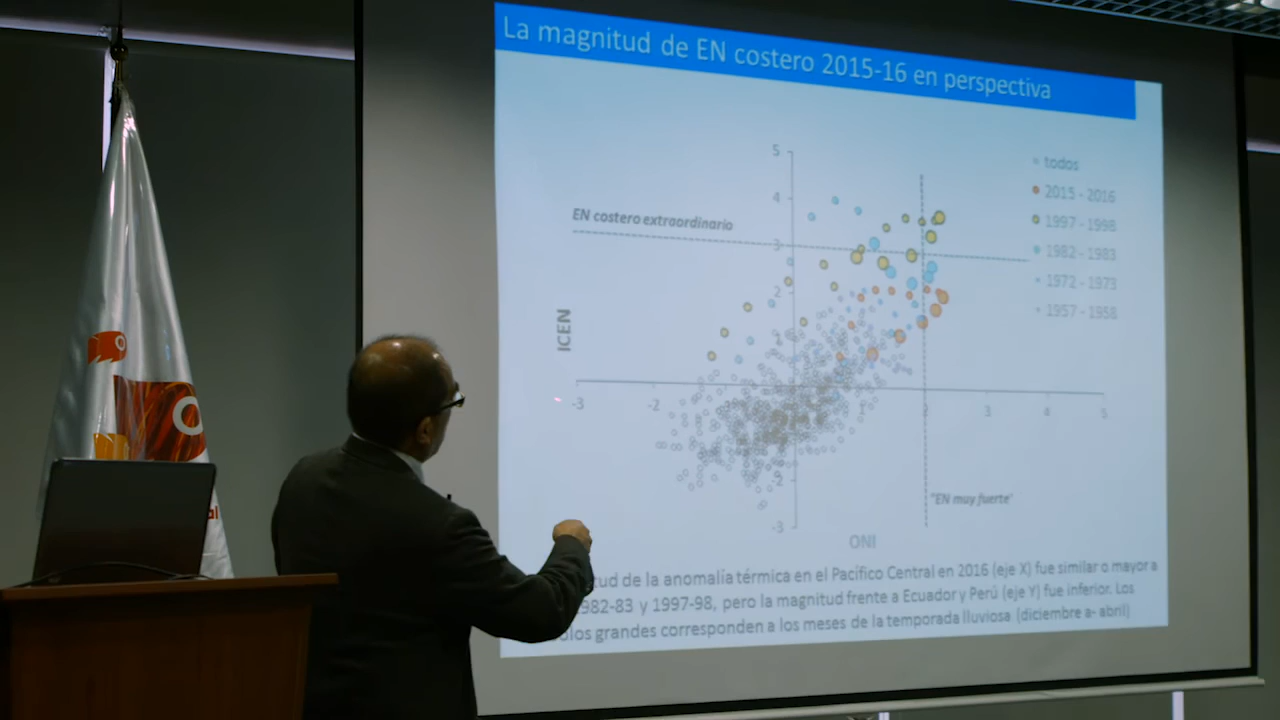 La magnitud de EN costero 2015-16 en perspectiva
5
todos
4
2015 - 2016
EN costero extraordinario
1997 - 1998
3
1982 - 1983
2
1972 - 1973
1957 - 1958
ICEN
-3
-2
1
2
3
4
5
-2
"EN muy fuerte'
-3
ONI
tud de la anomalía térmica en el Pacífico Central en 2016 (eje X) fue similar o mayor a
982-83 y 1997-98, pero la magnitud frente a Ecuador y Perú (eje Y) fue inferior. Los
ulos grandes corresponden a los meses de la temporada lluviosa (diciembre a- abril)
al